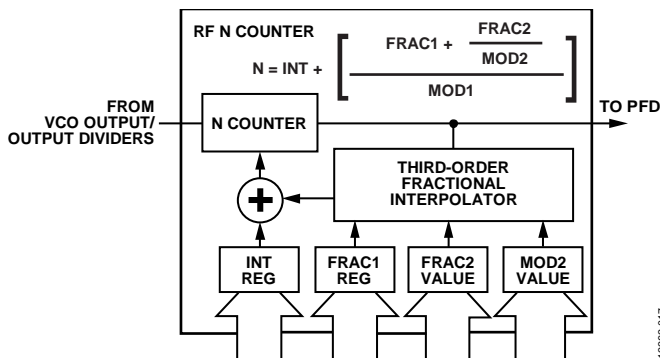 RF N COUNTER
FRAC2
FRAC1 +
MOD2
N = INT +
MOD1
FROM
VCO OUTPUT/
OUTPUT DIVIDERS
N COUNTER
TO PFD
THIRD-ORDER
FRACTIONAL
INTERPOLATOR
+
INT
REG
FRAC1
REG
FRAC2
VALUE
MOD2
VALUE